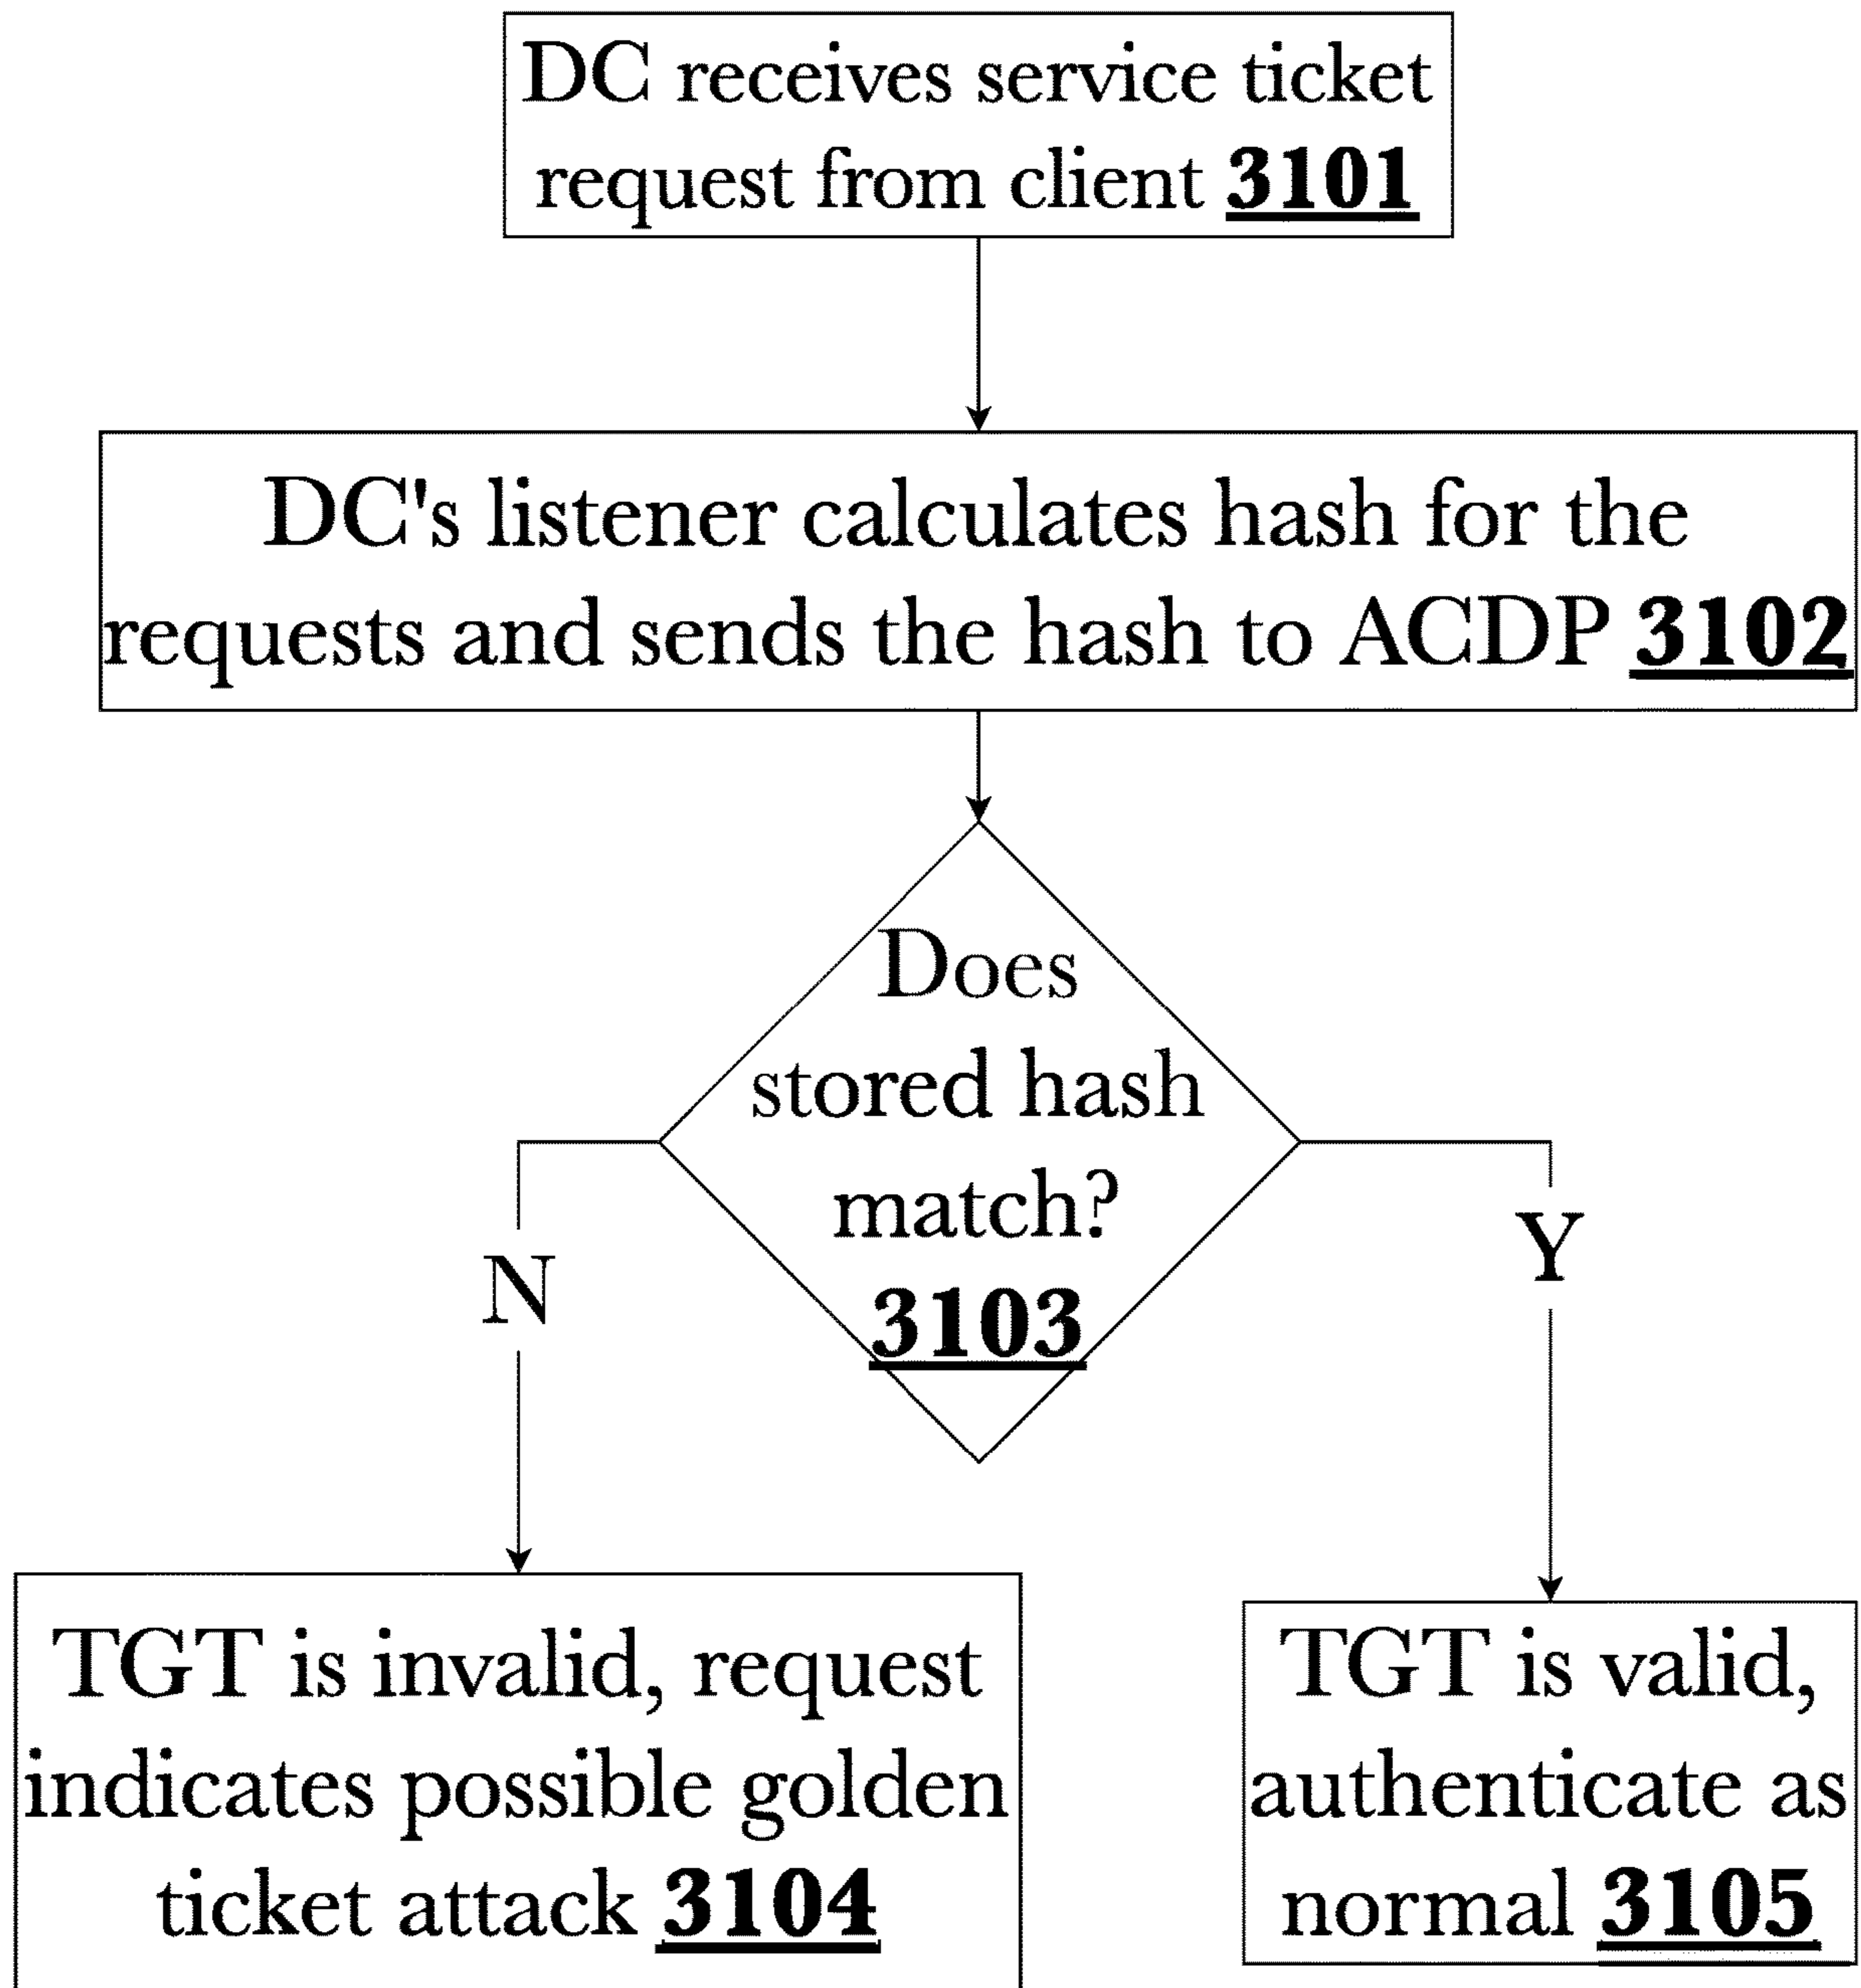 DC receives service ticket
request from client 3101
DC's listener calculates hash for the
requests and sends the hash to ACDP 3102
Does
stored hash
match?
3103
N
Y
TGT is invalid, request
indicates possible golden
ticket attack 3104
TGT is valid,
authenticate as
normal 3105